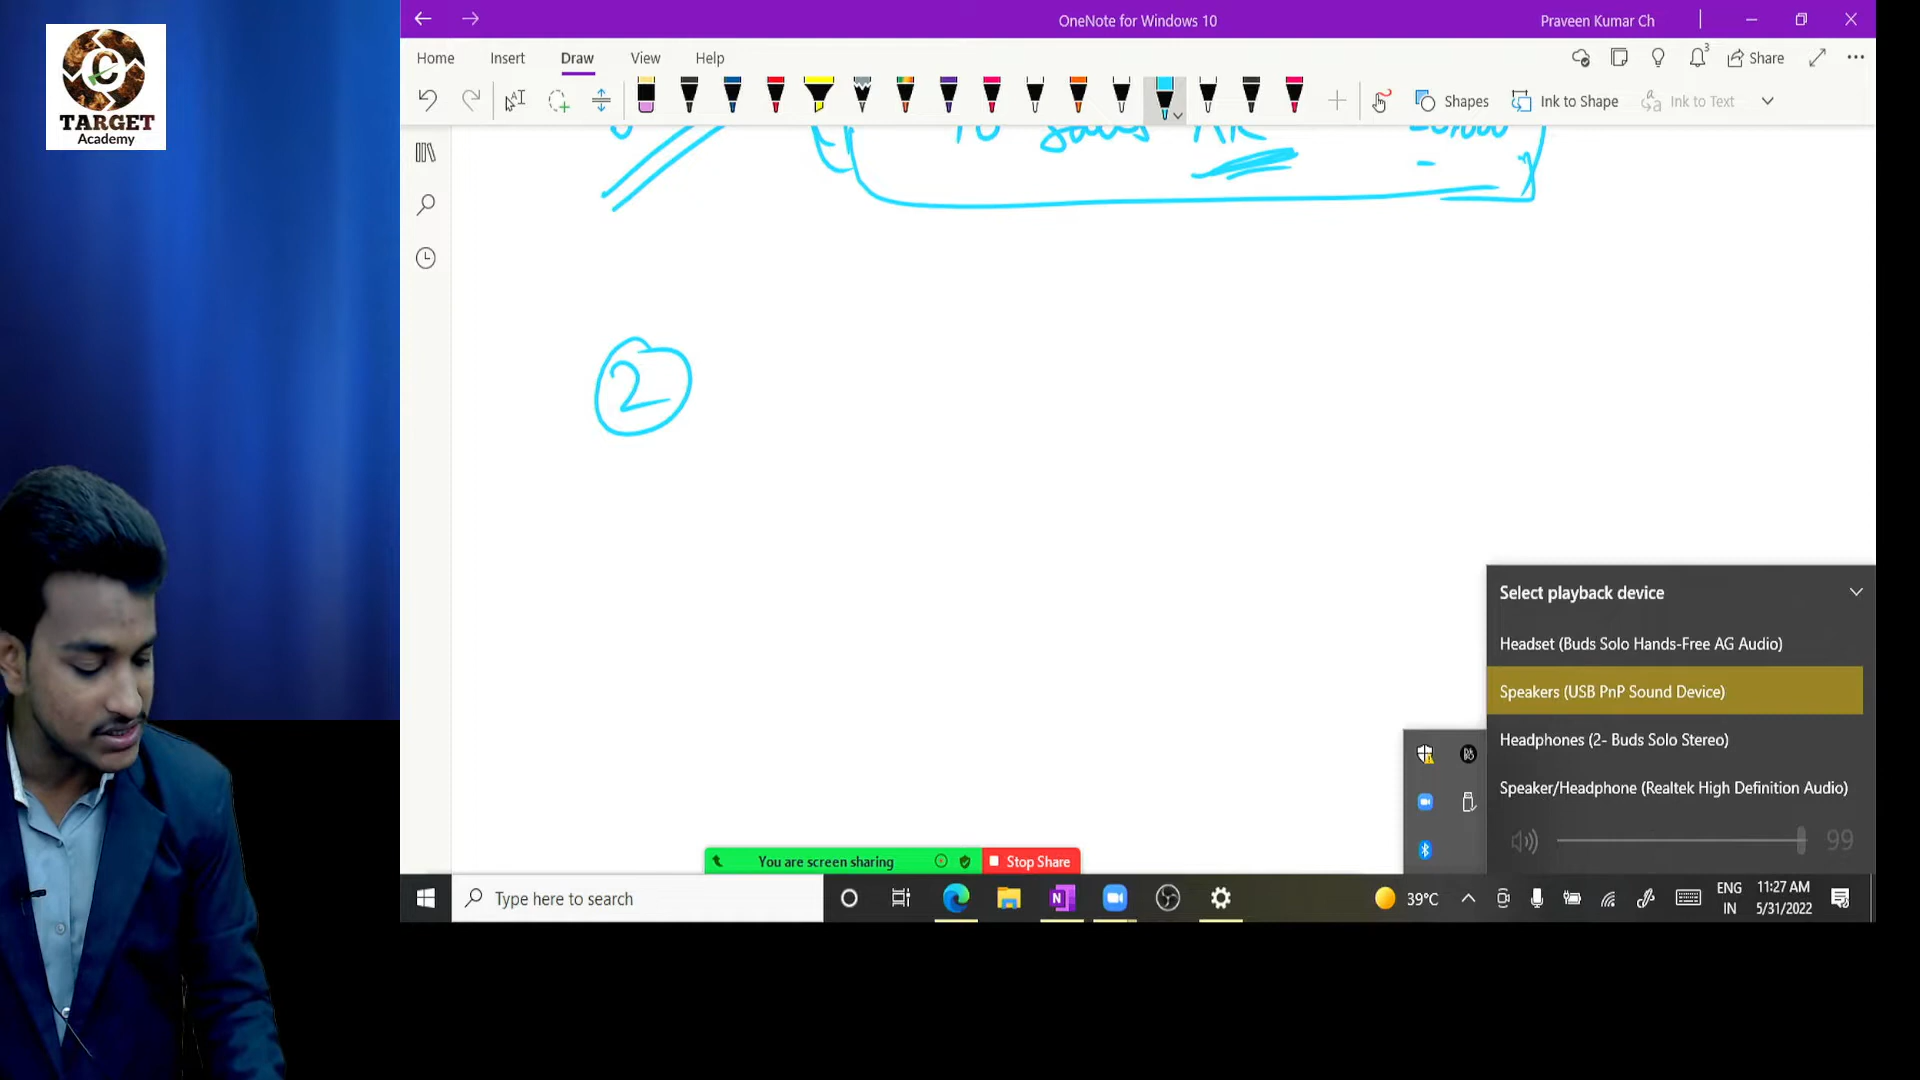 C
TARGET
Academy
OneNote for Windows 10
Praveen Kumar Ch
Home Insert Draw View Help
3
Share
Shapes
Ink to Shape
Ink to Text
2
Select playback device
Headset (Buds Solo Hands-Free AG Audio)
Speakers (USB PnP Sound Device)
Headphones (2- Buds Solo Stereo)
Speaker/Headphone (Realtek High Definition Audio)
99
You are screen sharing
Stop Share
Type here to search
39°C
ENG
IN
11:27 AM
5/31/2022